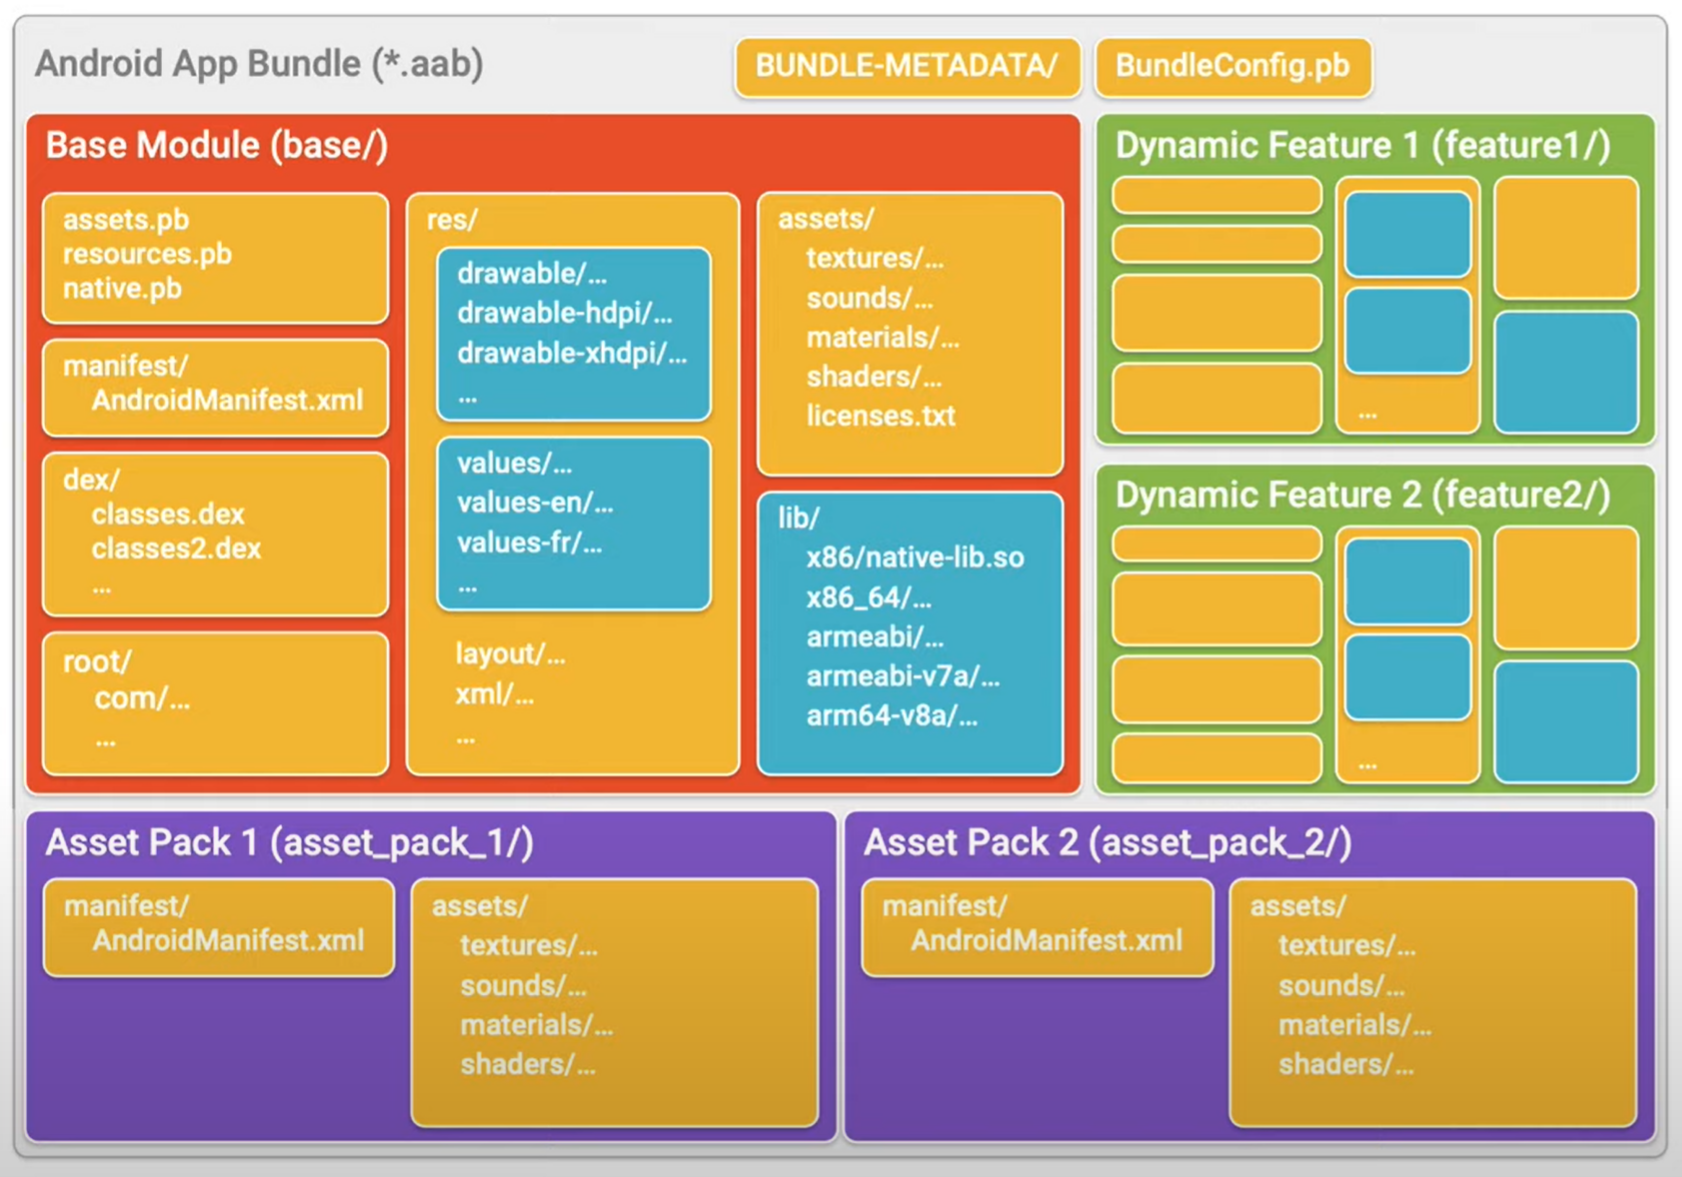 Android App Bundle (*.aab)
BUNDLE-METADATA/
BundleConfig.pb
Base Module (base/)
assets.pb
resources.pb
native.pb
manifest/
AndroidManifest.xml
dex/
classes.dex
classes2.dex
...
root/
com/...
...
res/
drawable/...
drawable-hdpi/...
drawable-xhdpi/...
...
values/...
values-en/...
values-fr/...
...
layout/...
xml/...
...
assets/
textures/...
sounds/...
materials/...
shaders/...
licenses.txt
lib/
x86/native-lib.so
x86_64/...
armeabi/...
armeabi-v7a/...
arm64-v8a/...
Dynamic Feature 1 (feature1/)
...
Dynamic Feature 2 (feature2/)
...
Asset Pack 1 (asset_pack_1/)
manifest/
AndroidManifest.xml
assets/
textures/...
sounds/...
materials/...
shaders/...
Asset Pack 2 (asset_pack_2/)
manifest/
AndroidManifest.xml
assets/
textures/...
sounds/...
materials/...
shaders/...